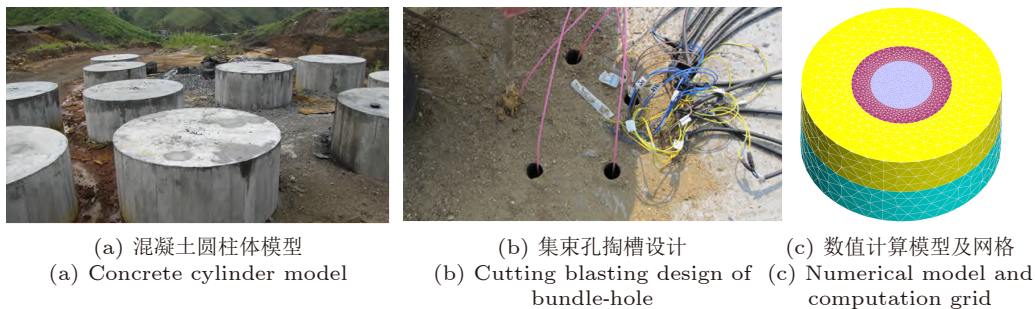 (a) 混凝土圆柱体模型
(a) Concrete cylinder model
(b) 集束孔掏槽设计
(b) Cutting blasting design of
bundle-hole
(c) 数值计算模型及网格
(c) Numerical model and
computation grid